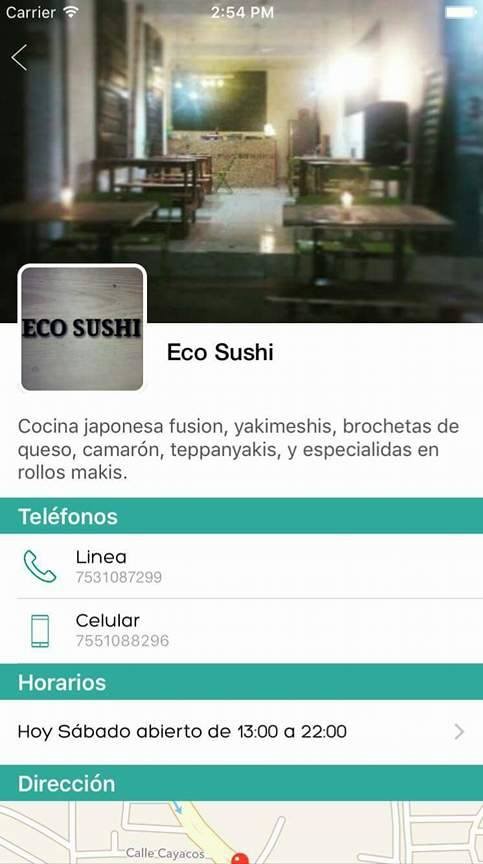 Carrier 2:54 PM
ECO SUSHI
Eco Sushi
Cocina japonesa fusion, yakimeshis, brochetas de
queso, camarón, teppanyakis, y especialidas en
rollos makis.
Teléfonos
Linea
7531087299
Celular
7551088296
Horarios
Hoy Sábado abierto de 13:00 a 22:00
Dirección
Calle Cayacos